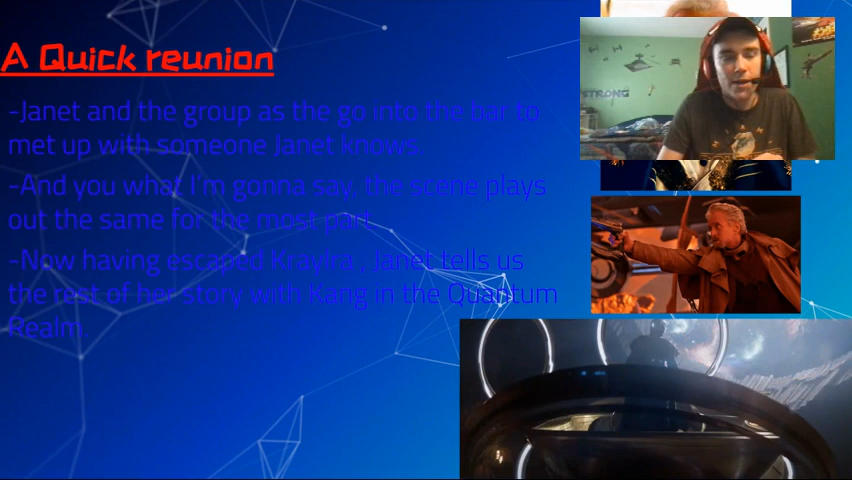 A Quick reunion
-Janet and the group as the go into the bar to
met up with someone Janet knows.
-And you what I'm gonna say, the scene plays
out the same for the most part.
-Now having escaped Kraylra , Janet tells us
the rest of her story with Kang in the Quantum
Realm.
STRONG